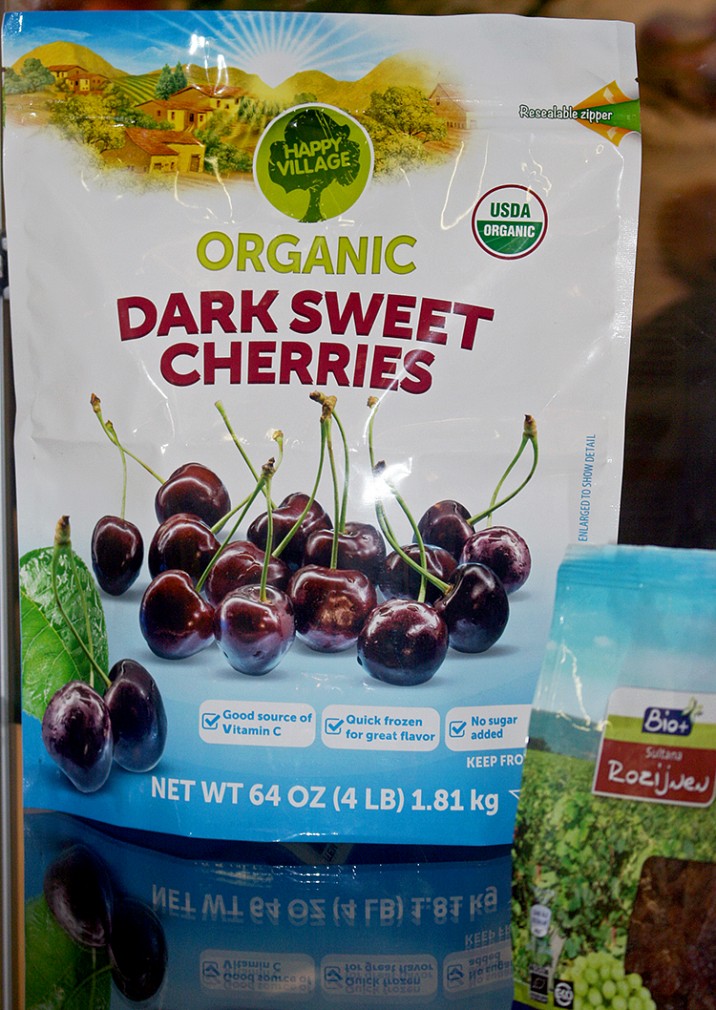 Resealable zipper
HAPPY
VILLAGE
USDA
ORGANIC
ORGANIC
DARK SWEET
CHERRIES
ENLARGED TO SHOW DETAIL
Good source of
Vitamin C
Quick frozen
for great flavor
No sugar
added
KEEP FRO
NET WT 64 OZ (4 LB) 1.81 kg
Bio+
Sultana
Rozijnen